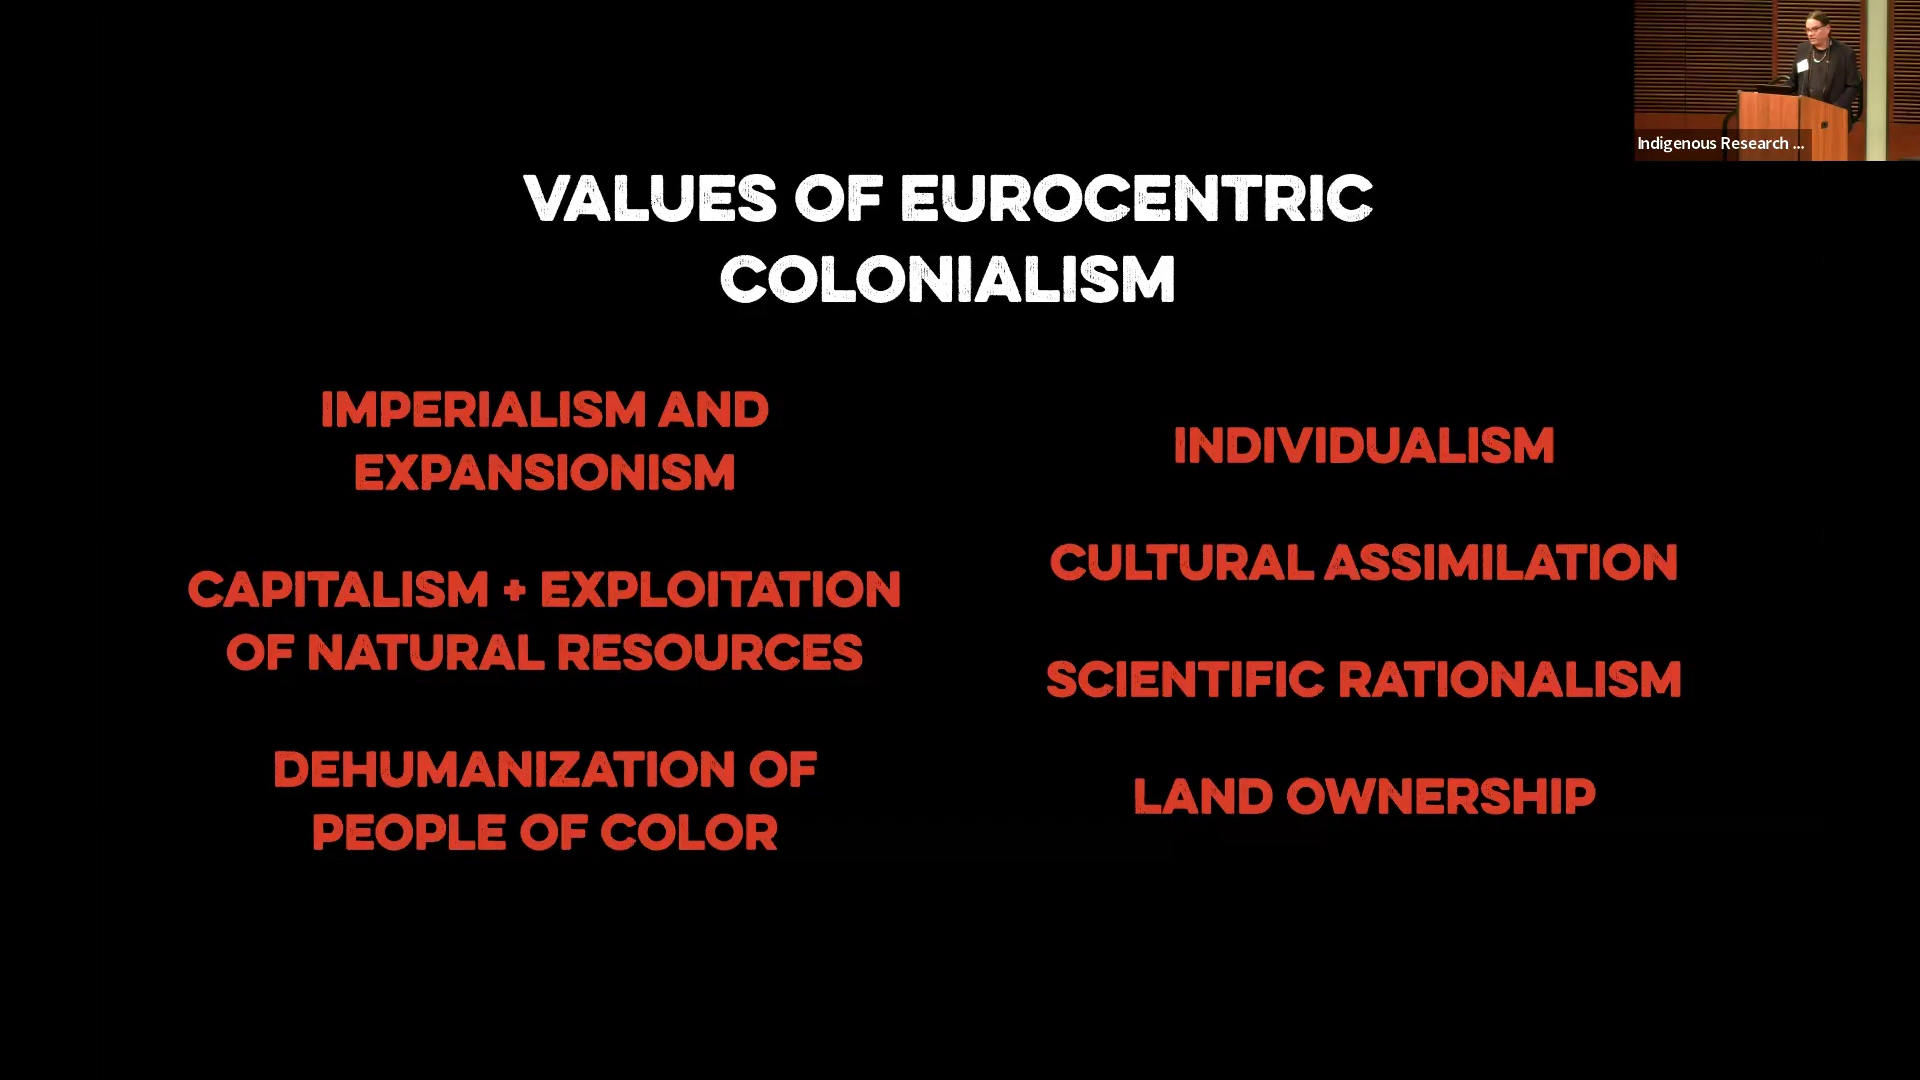 VALUES OF EUROCENTRIC
COLONIALISM
IMPERIALISM AND
EXPANSIONISM
CAPITALISM + EXPLOITATION
OF NATURAL RESOURCES
DEHUMANIZATION OF
PEOPLE OF COLOR
INDIVIDUALISM
CULTURAL ASSIMILATION
SCIENTIFIC RATIONALISM
LAND OWNERSHIP
Indigenous Research ...